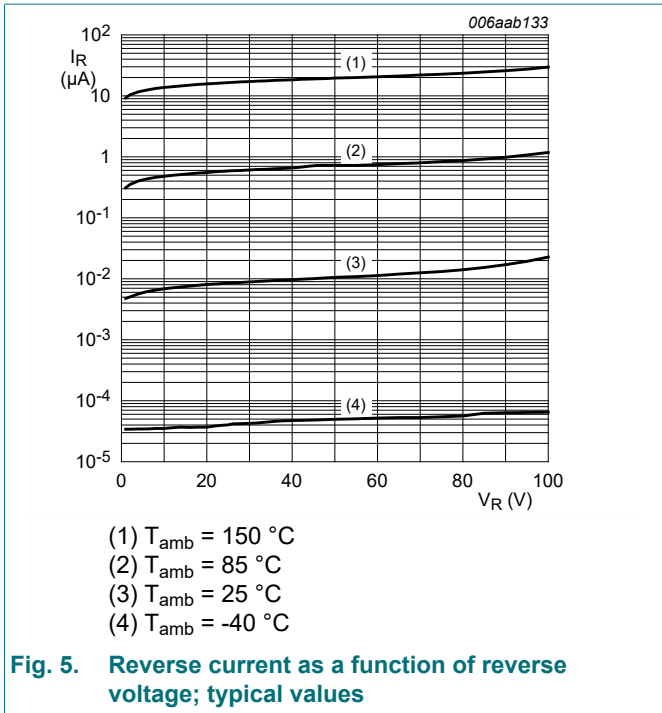 006aab133
10²
I_R
(µA)
10
1
10⁻¹
10⁻²
10⁻³
10⁻⁴
10⁻⁵
(1)
(2)
(3)
(4)
0 20 40 60 80 100
V_R (V)
(1) T_amb = 150 °C
(2) T_amb = 85 °C
(3) T_amb = 25 °C
(4) T_amb = -40 °C
Fig. 5. Reverse current as a function of reverse
voltage; typical values